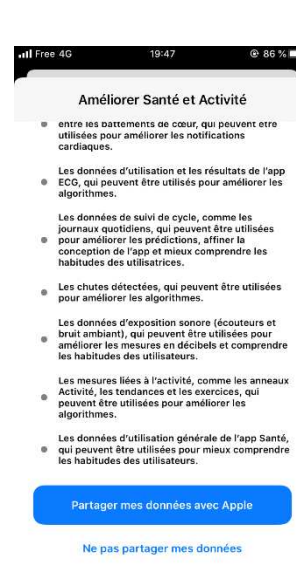 Free 4G 19:47 86 %
Améliorer Santé et Activité
entre les battements de cœur, qui peuvent être
utilisées pour améliorer les notifications
cardiaques.
Les données d'utilisation et les résultats de l'app
ECG, qui peuvent être utilisés pour améliorer les
algorithmes.
Les données de suivi de cycle, comme les
journaux quotidiens, qui peuvent être utilisées
pour améliorer les prédictions, affiner la
conception de l'app et mieux comprendre les
habitudes des utilisatrices.
Les chutes détectées, qui peuvent être utilisées
pour améliorer les algorithmes.
Les données d'exposition sonore (écouteurs et
bruit ambiant), qui peuvent être utilisées pour
améliorer les mesures en décibels et comprendre
les habitudes des utilisateurs.
Les mesures liées à l'activité, comme les anneaux
Activité, les tendances et les exercices, qui
peuvent être utilisées pour améliorer les
algorithmes.
Les données d'utilisation générale de l'app Santé,
qui peuvent être utilisées pour mieux comprendre
les habitudes des utilisateurs.
Partager mes données avec Apple
Ne pas partager mes données